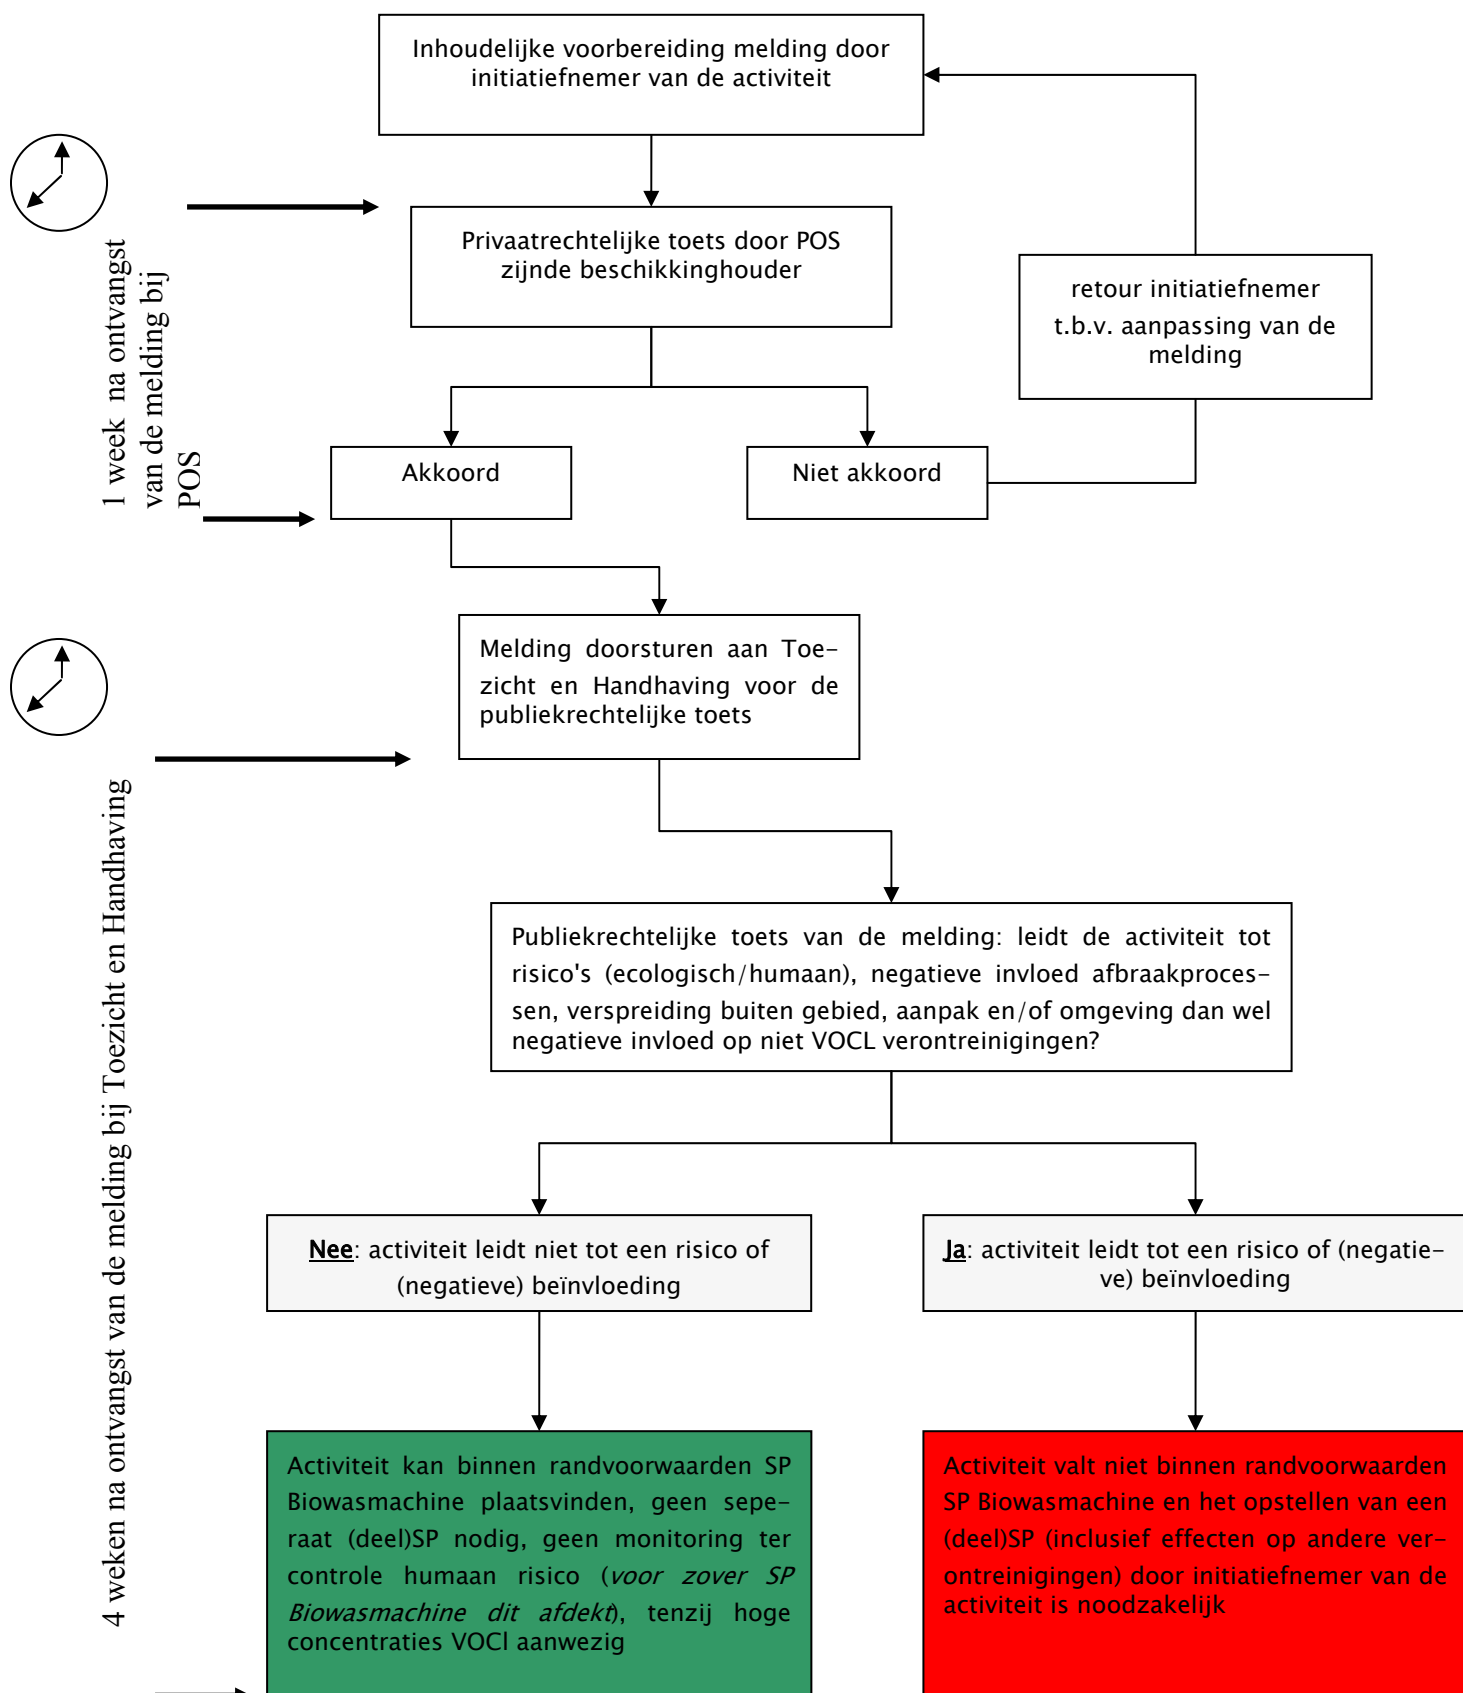 Inhoudelijke voorbereiding melding door
initiatiefnemer van de activiteit
1 week na ontvangst
van de melding bij
POS
Privaatrechtelijke toets door POS
zijnde beschikkinghouder
retour initiatiefnemer
t.b.v. aanpassing van de
melding
Akkoord
Niet akkoord
4 weken na ontvangst van de melding bij Toezicht en Handhaving
Melding doorsturen aan Toe-
zicht en Handhaving voor de
publiekrechtelijke toets
Publiekrechtelijke toets van de melding: leidt de activiteit tot
risico's (ecologisch/humaan), negatieve invloed afbraakproces-
sen, verspreiding buiten gebied, aanpak en/of omgeving dan wel
negatieve invloed op niet VOCL verontreinigingen?
Nee: activiteit leidt niet tot een risico of
(negatieve) beïnvloeding
Ja: activiteit leidt tot een risico of (negatie-
ve) beïnvloeding
Activiteit kan binnen randvoorwaarden SP
Biowasmachine plaatsvinden, geen sepe-
raat (deel)SP nodig, geen monitoring ter
controle humaan risico (voor zover SP
Biowasmachine dit afdekt), tenzij hoge
concentraties VOCl aanwezig
Activiteit valt niet binnen randvoorwaarden
SP Biowasmachine en het opstellen van een
(deel)SP (inclusief effecten op andere ver-
ontreinigingen) door initiatiefnemer van de
activiteit is noodzakelijk